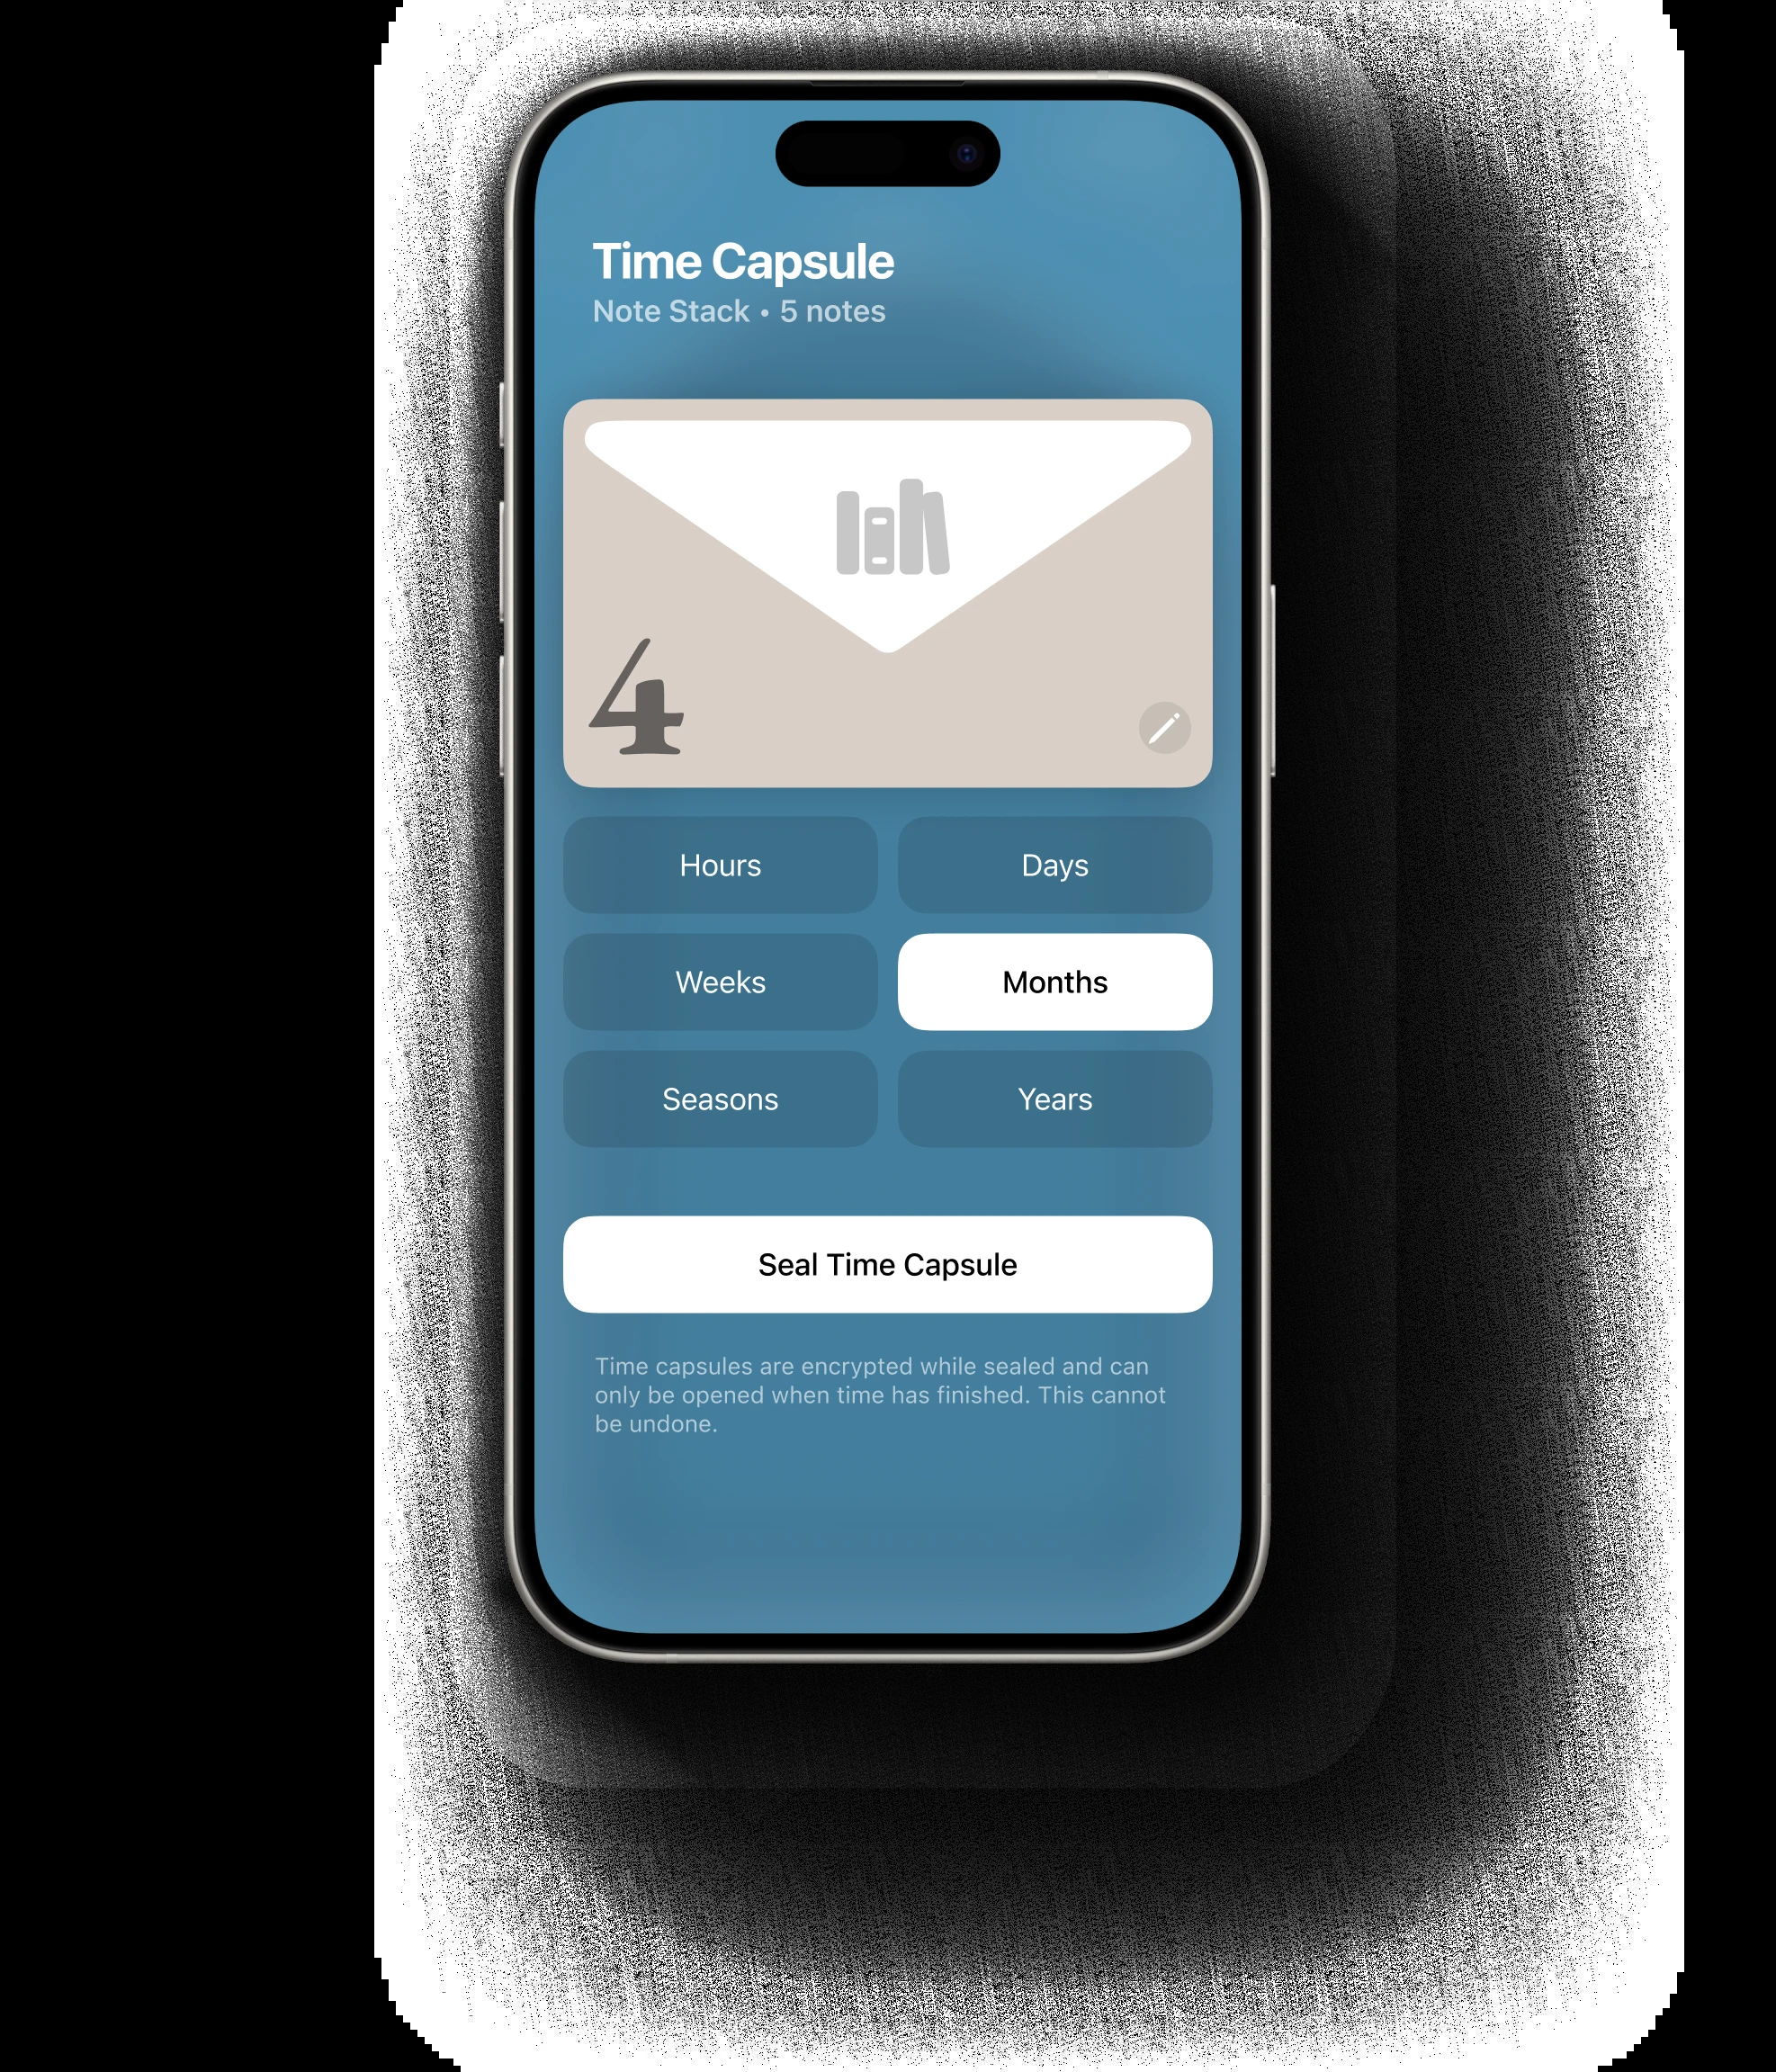 Time Capsule
Note Stack • 5 notes
4
Hours
Days
Weeks
Months
Seasons
Years
Seal Time Capsule
Time capsules are encrypted while sealed and can
only be opened when time has finished. This cannot
be undone.